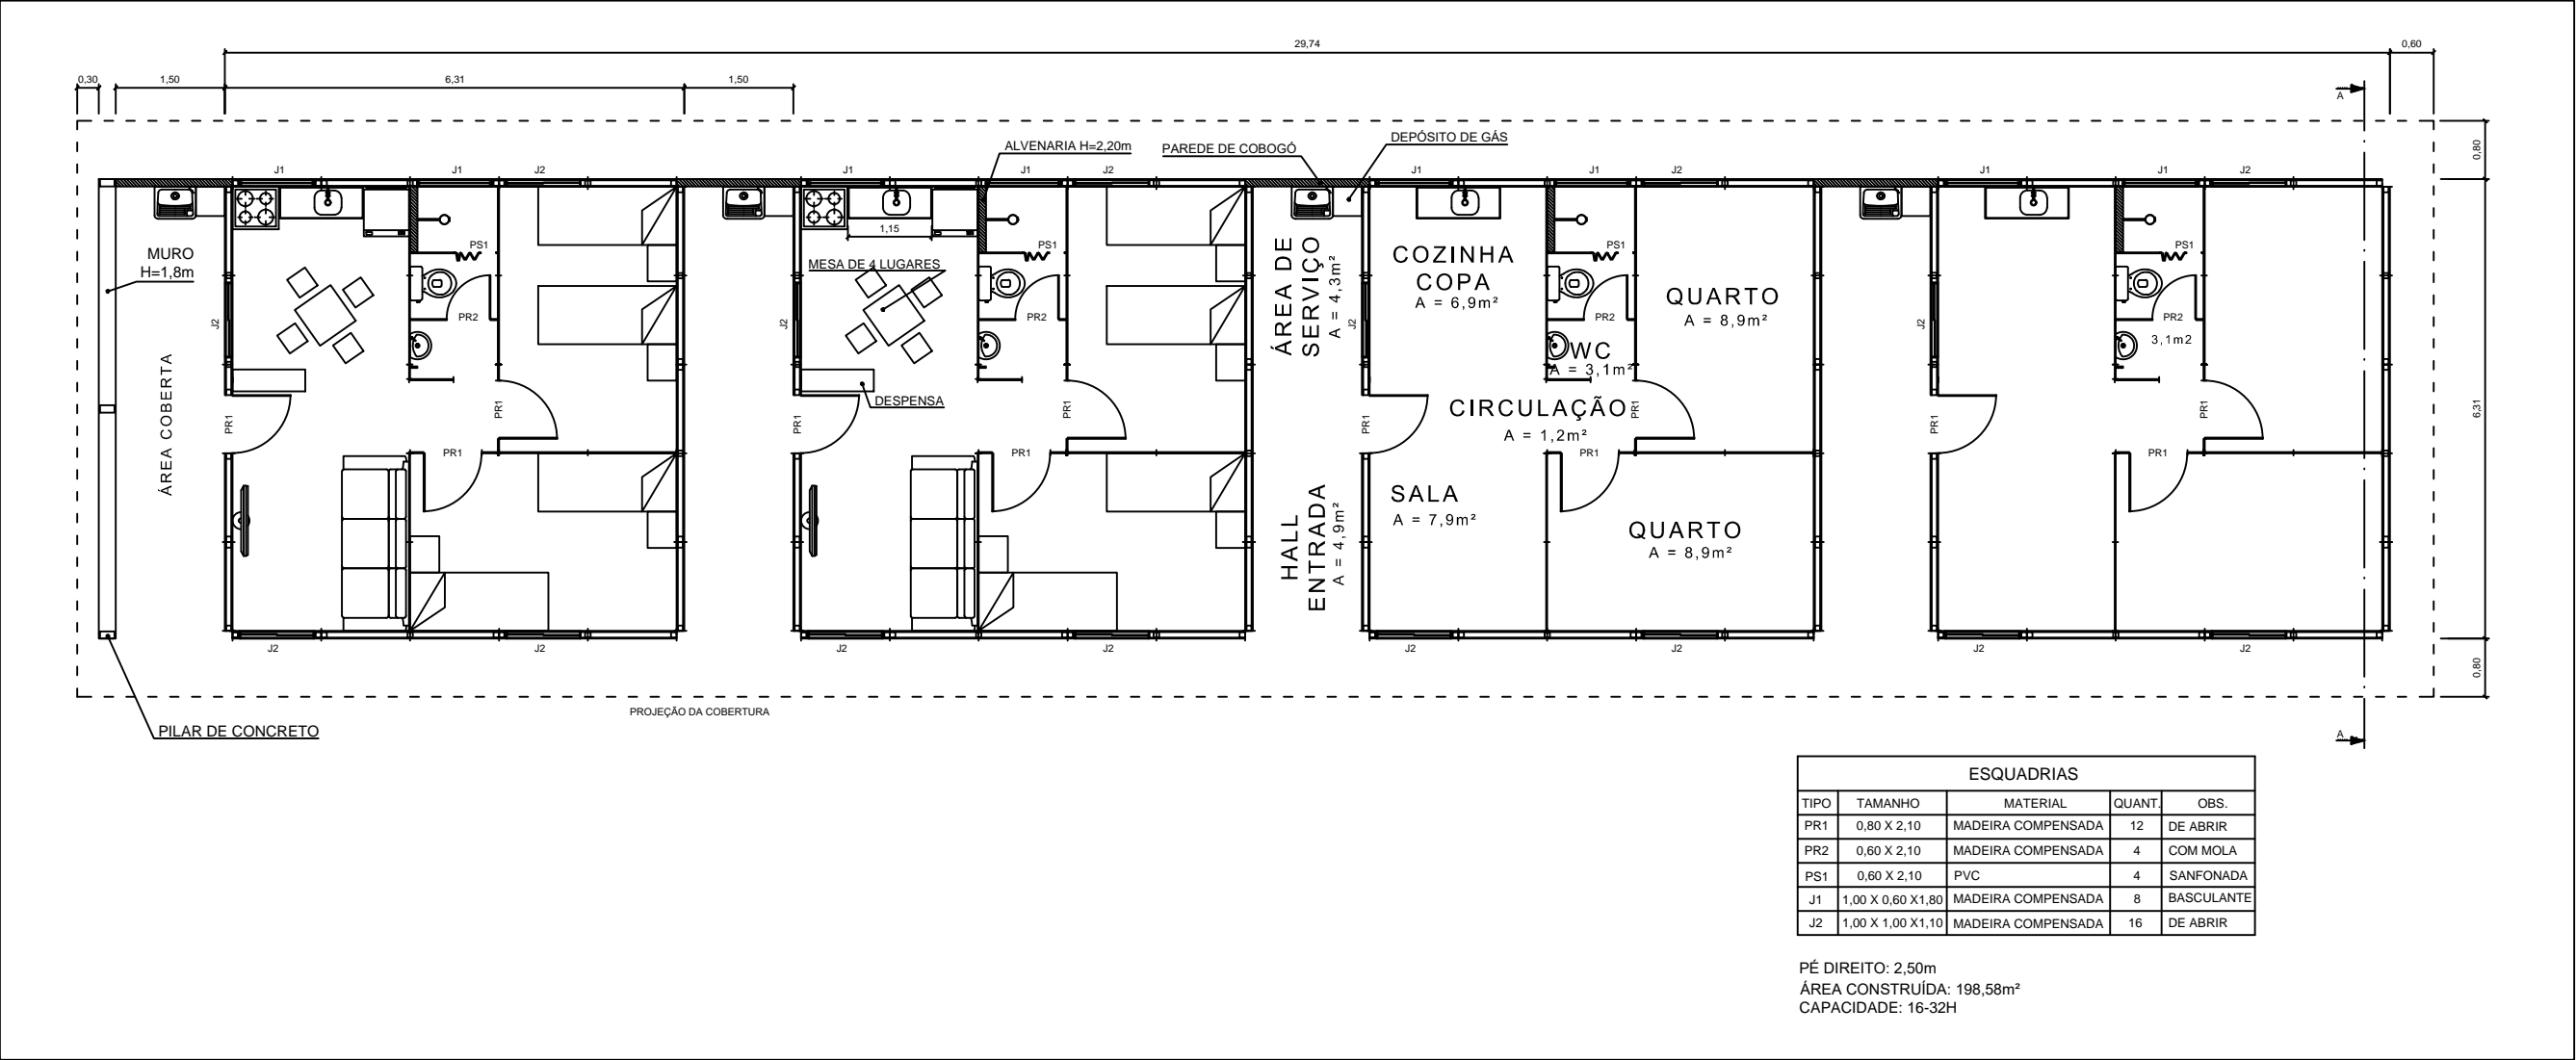 29,74
0,60
0,30
1,50
6,31
1,50
A
ALVENARIA H=2,20m
PAREDE DE COBOGÓ
DEPÓSITO DE GÁS
0,80
J1
J1
J2
J1
J1
J2
J1
J1
J2
J1
J1
J2
1,15
PS1
PS1
PS1
PS1
MURO
H=1,8m
MESA DE 4 LUGARES
ÁREA DE
SERVIÇO
A = 4,3m²
COZINHA
COPA
A = 6,9m²
QUARTO
A = 8,9m²
J2
PR2
J2
PR2
J2
PR2
J2
PR2
WC
A = 3,1m²
3,1m2
ÁREA COBERTA
DESPENSA
PR1
PR1
PR1
PR1
PR1
PR1
PR1
PR1
CIRCULAÇÃO
A = 1,2m²
6,31
PR1
PR1
PR1
PR1
HALL
ENTRADA
A = 4,9m²
SALA
A = 7,9m²
QUARTO
A = 8,9m²
J2
J2
J2
J2
J2
J2
J2
J2
0,80
PROJEÇÃO DA COBERTURA
PILAR DE CONCRETO
A
ESQUADRIAS
TIPO TAMANHO MATERIAL QUANT. OBS.
PR1 0,80 X 2,10 MADEIRA COMPENSADA 12 DE ABRIR
PR2 0,60 X 2,10 MADEIRA COMPENSADA 4 COM MOLA
PS1 0,60 X 2,10 PVC 4 SANFONADA
J1 1,00 X 0,60 X1,80 MADEIRA COMPENSADA 8 BASCULANTE
J2 1,00 X 1,00 X1,10 MADEIRA COMPENSADA 16 DE ABRIR
PÉ DIREITO: 2,50m
ÁREA CONSTRUÍDA: 198,58m²
CAPACIDADE: 16-32H